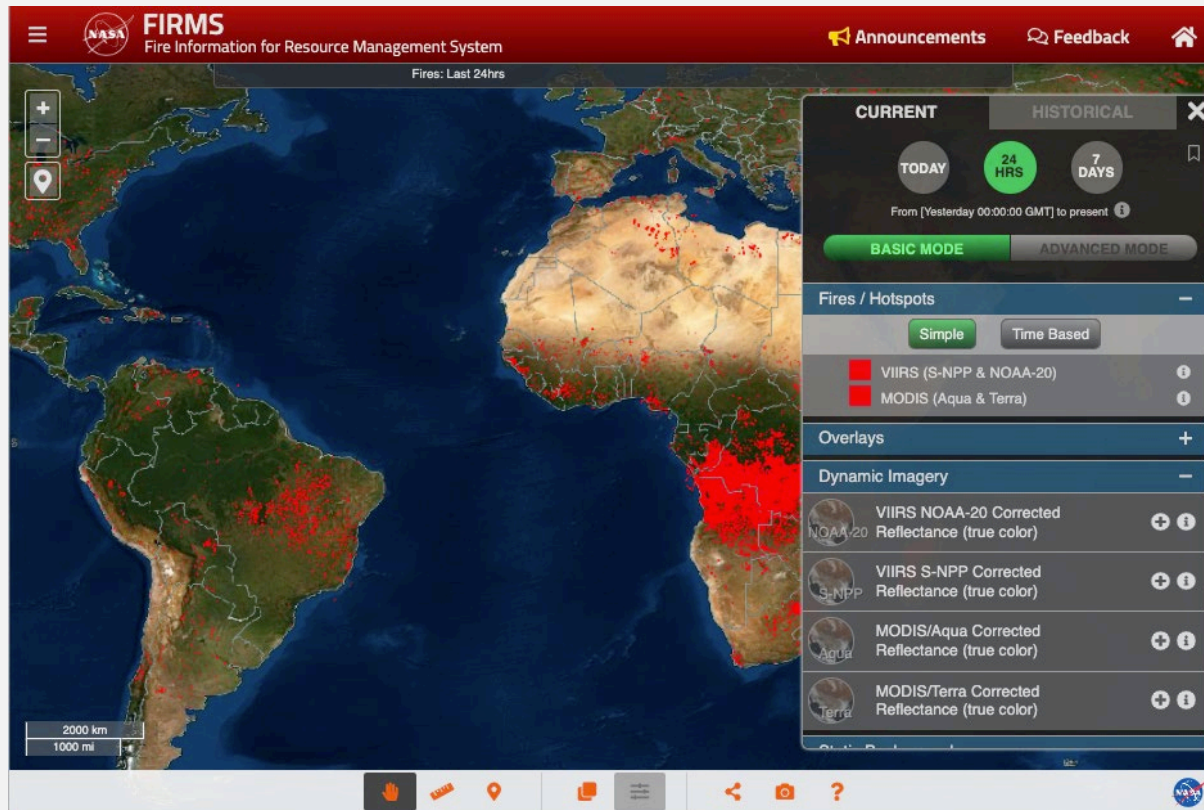 NASA
FIRMS
Fire Information for Resource Management System
Announcements
Feedback
Fires: Last 24hrs
+
−
CURRENT
HISTORICAL
TODAY
24
HRS
7
DAYS
From [Yesterday 00:00:00 GMT] to present
BASIC MODE
ADVANCED MODE
Fires / Hotspots
Simple
Time Based
VIIRS (S-NPP & NOAA-20)
MODIS (Aqua & Terra)
Overlays
Dynamic Imagery
NOAA-20
VIIRS NOAA-20 Corrected
Reflectance (true color)
S-NPP
VIIRS S-NPP Corrected
Reflectance (true color)
Aqua
MODIS/Aqua Corrected
Reflectance (true color)
Terra
MODIS/Terra Corrected
Reflectance (true color)
2000 km
1000 mi
?
NASA